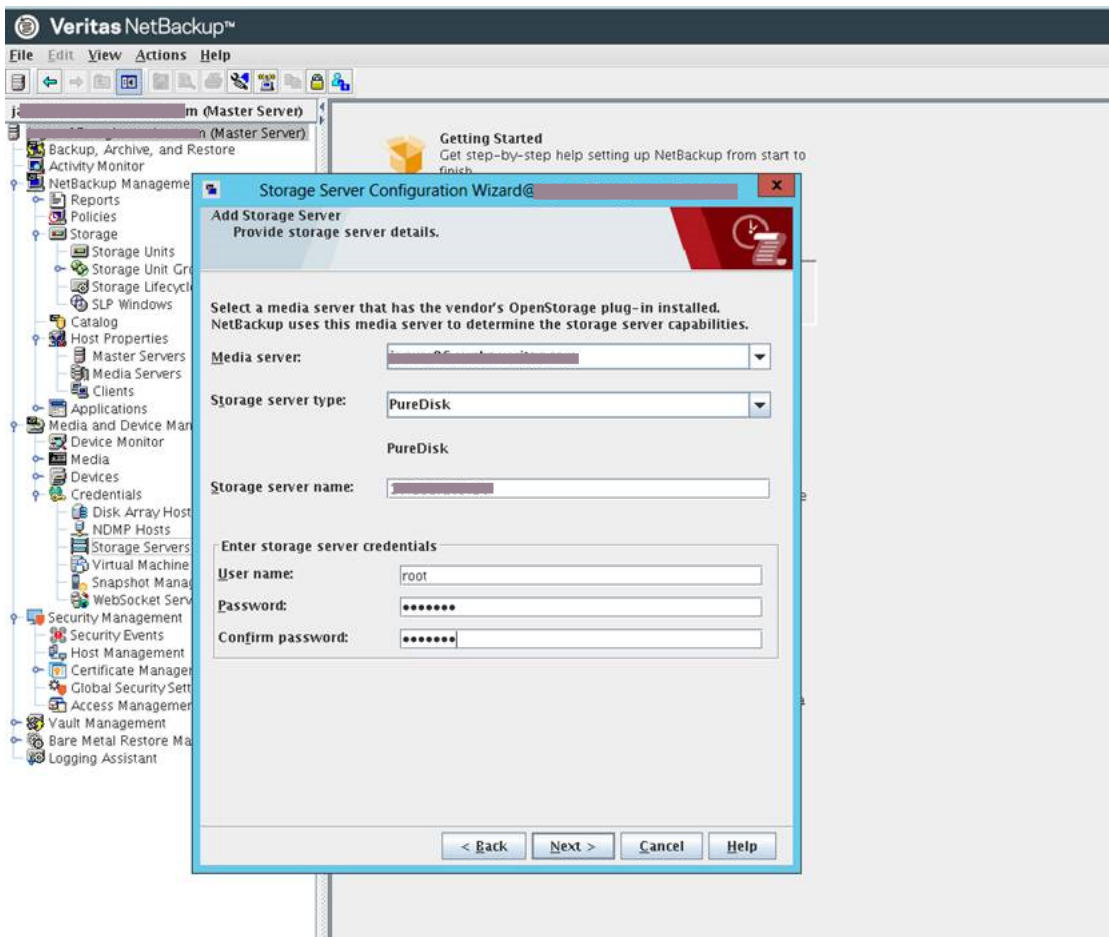 Veritas NetBackup™
File Edit View Actions Help
m (Master Server)
n (Master Server)
Backup, Archive, and Restore
Activity Monitor
NetBackup Manageme
Reports
Policies
Storage
Storage Units
Storage Unit Gro
Storage Lifecycl
SLP Windows
Catalog
Host Properties
Master Servers
Media Servers
Clients
Applications
Media and Device Man
Device Monitor
Media
Devices
Credentials
Disk Array Host
NDMP Hosts
Storage Servers
Virtual Machine
Snapshot Manag
WebSocket Serv
Security Management
Security Events
Host Management
Certificate Manager
Global Security Sett
Access Managemen
Vault Management
Bare Metal Restore Ma
Logging Assistant
Getting Started
Get step-by-step help setting up NetBackup from start to
finish
Storage Server Configuration Wizard@
Add Storage Server
Provide storage server details.
Select a media server that has the vendor's OpenStorage plug-in installed.
NetBackup uses this media server to determine the storage server capabilities.
Media server:
Storage server type: PureDisk
PureDisk
Storage server name:
Enter storage server credentials
User name: root
Password: •••••••
Confirm password: •••••••
< Back Next > Cancel Help